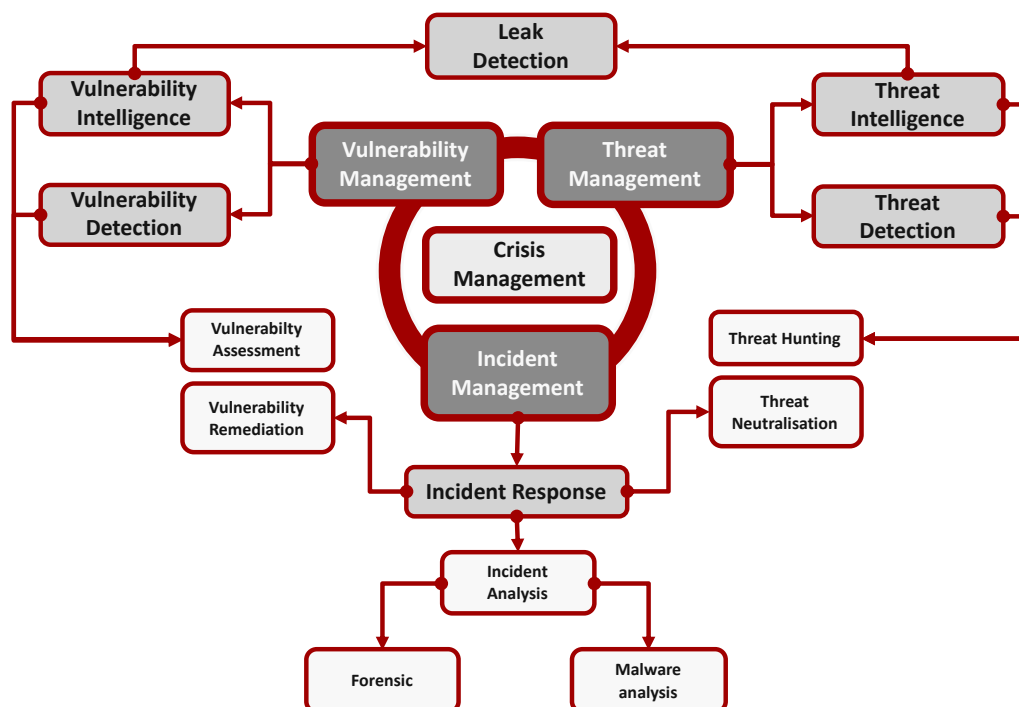 Leak
Detection
Vulnerability
Intelligence
Threat
Intelligence
Vulnerability
Management
Threat
Management
Vulnerability
Detection
Threat
Detection
Crisis
Management
Vulnerabilty
Assessment
Threat Hunting
Incident
Management
Vulnerability
Remediation
Threat
Neutralisation
Incident Response
Incident
Analysis
Forensic
Malware
analysis